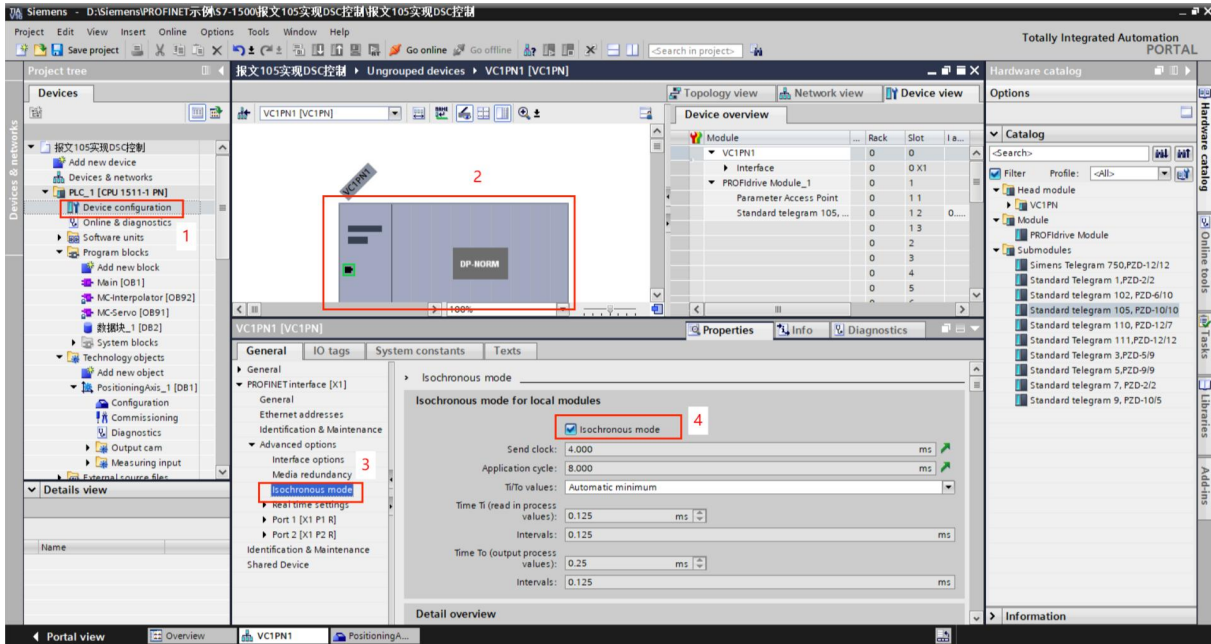 Siemens - D:\Siemens\PROFINET示例\S7-1500\报文105实现DSC控制\报文105实现DSC控制
Project Edit View Insert Online Options Tools Window Help
Totally Integrated Automation
PORTAL
Save project
Go online
Go offline
<Search in project>
Project tree
报文105实现DSC控制 ▸ Ungrouped devices ▸ VC1PN1 [VC1PN]
Hardware catalog
Devices
Topology view
Network view
Device view
Options
VC1PN1 [VC1PN]
Device overview
Module
... Rack Slot I a...
VC1PN1 0 0
Interface 0 0 X1
PROFIdrive Module_1 0 1
Parameter Access Point 0 1 1
Standard telegram 105, ... 0 1 2 0....
0 1 3
0 2
0 3
0 4
0 5
0 6
报文105实现DSC控制
Add new device
Devices & networks
PLC_1 [CPU 1511-1 PN]
Device configuration
Online & diagnostics
1
Software units
Program blocks
Add new block
Main [OB1]
MC-Interpolator [OB92]
MC-Servo [OB91]
数据块_1 [DB2]
System blocks
Technology objects
Add new object
PositioningAxis_1 [DB1]
Configuration
Commissioning
Diagnostics
Output cam
Measuring input
External source files
Details view
Name
Devices & networks
VC1PN1
2
DP-NORM
100%
VC1PN1 [VC1PN]
Properties
Info
Diagnostics
General
IO tags
System constants
Texts
General
PROFINET interface [X1]
General
Ethernet addresses
Identification & Maintenance
Advanced options
Interface options
3
Media redundancy
Isochronous mode
Real time settings
Port 1 [X1 P1 R]
Port 2 [X1 P2 R]
Identification & Maintenance
Shared Device
Isochronous mode
Isochronous mode for local modules
Isochronous mode
4
Send clock: 4.000 ms
Application cycle: 8.000 ms
Ti/To values: Automatic minimum
Time Ti (read in process
values): 0.125 ms
Intervals: 0.125 ms
Time To (output process
values): 0.25 ms
Intervals: 0.125 ms
Detail overview
Catalog
<Search>
Filter Profile: <All>
Head module
VC1PN
Module
PROFIdrive Module
Submodules
Simens Telegram 750,PZD-12/12
Standard Telegram 1,PZD-2/2
Standard telegram 102, PZD-6/10
Standard telegram 105, PZD-10/10
Standard telegram 110, PZD-12/7
Standard Telegram 111,PZD-12/12
Standard Telegram 3,PZD-5/9
Standard Telegram 5,PZD-9/9
Standard telegram 7, PZD-2/2
Standard telegram 9, PZD-10/5
Information
Hardware catalog
Online tools
Tasks
Libraries
Add-ins
Portal view
Overview
VC1PN1
PositioningA...